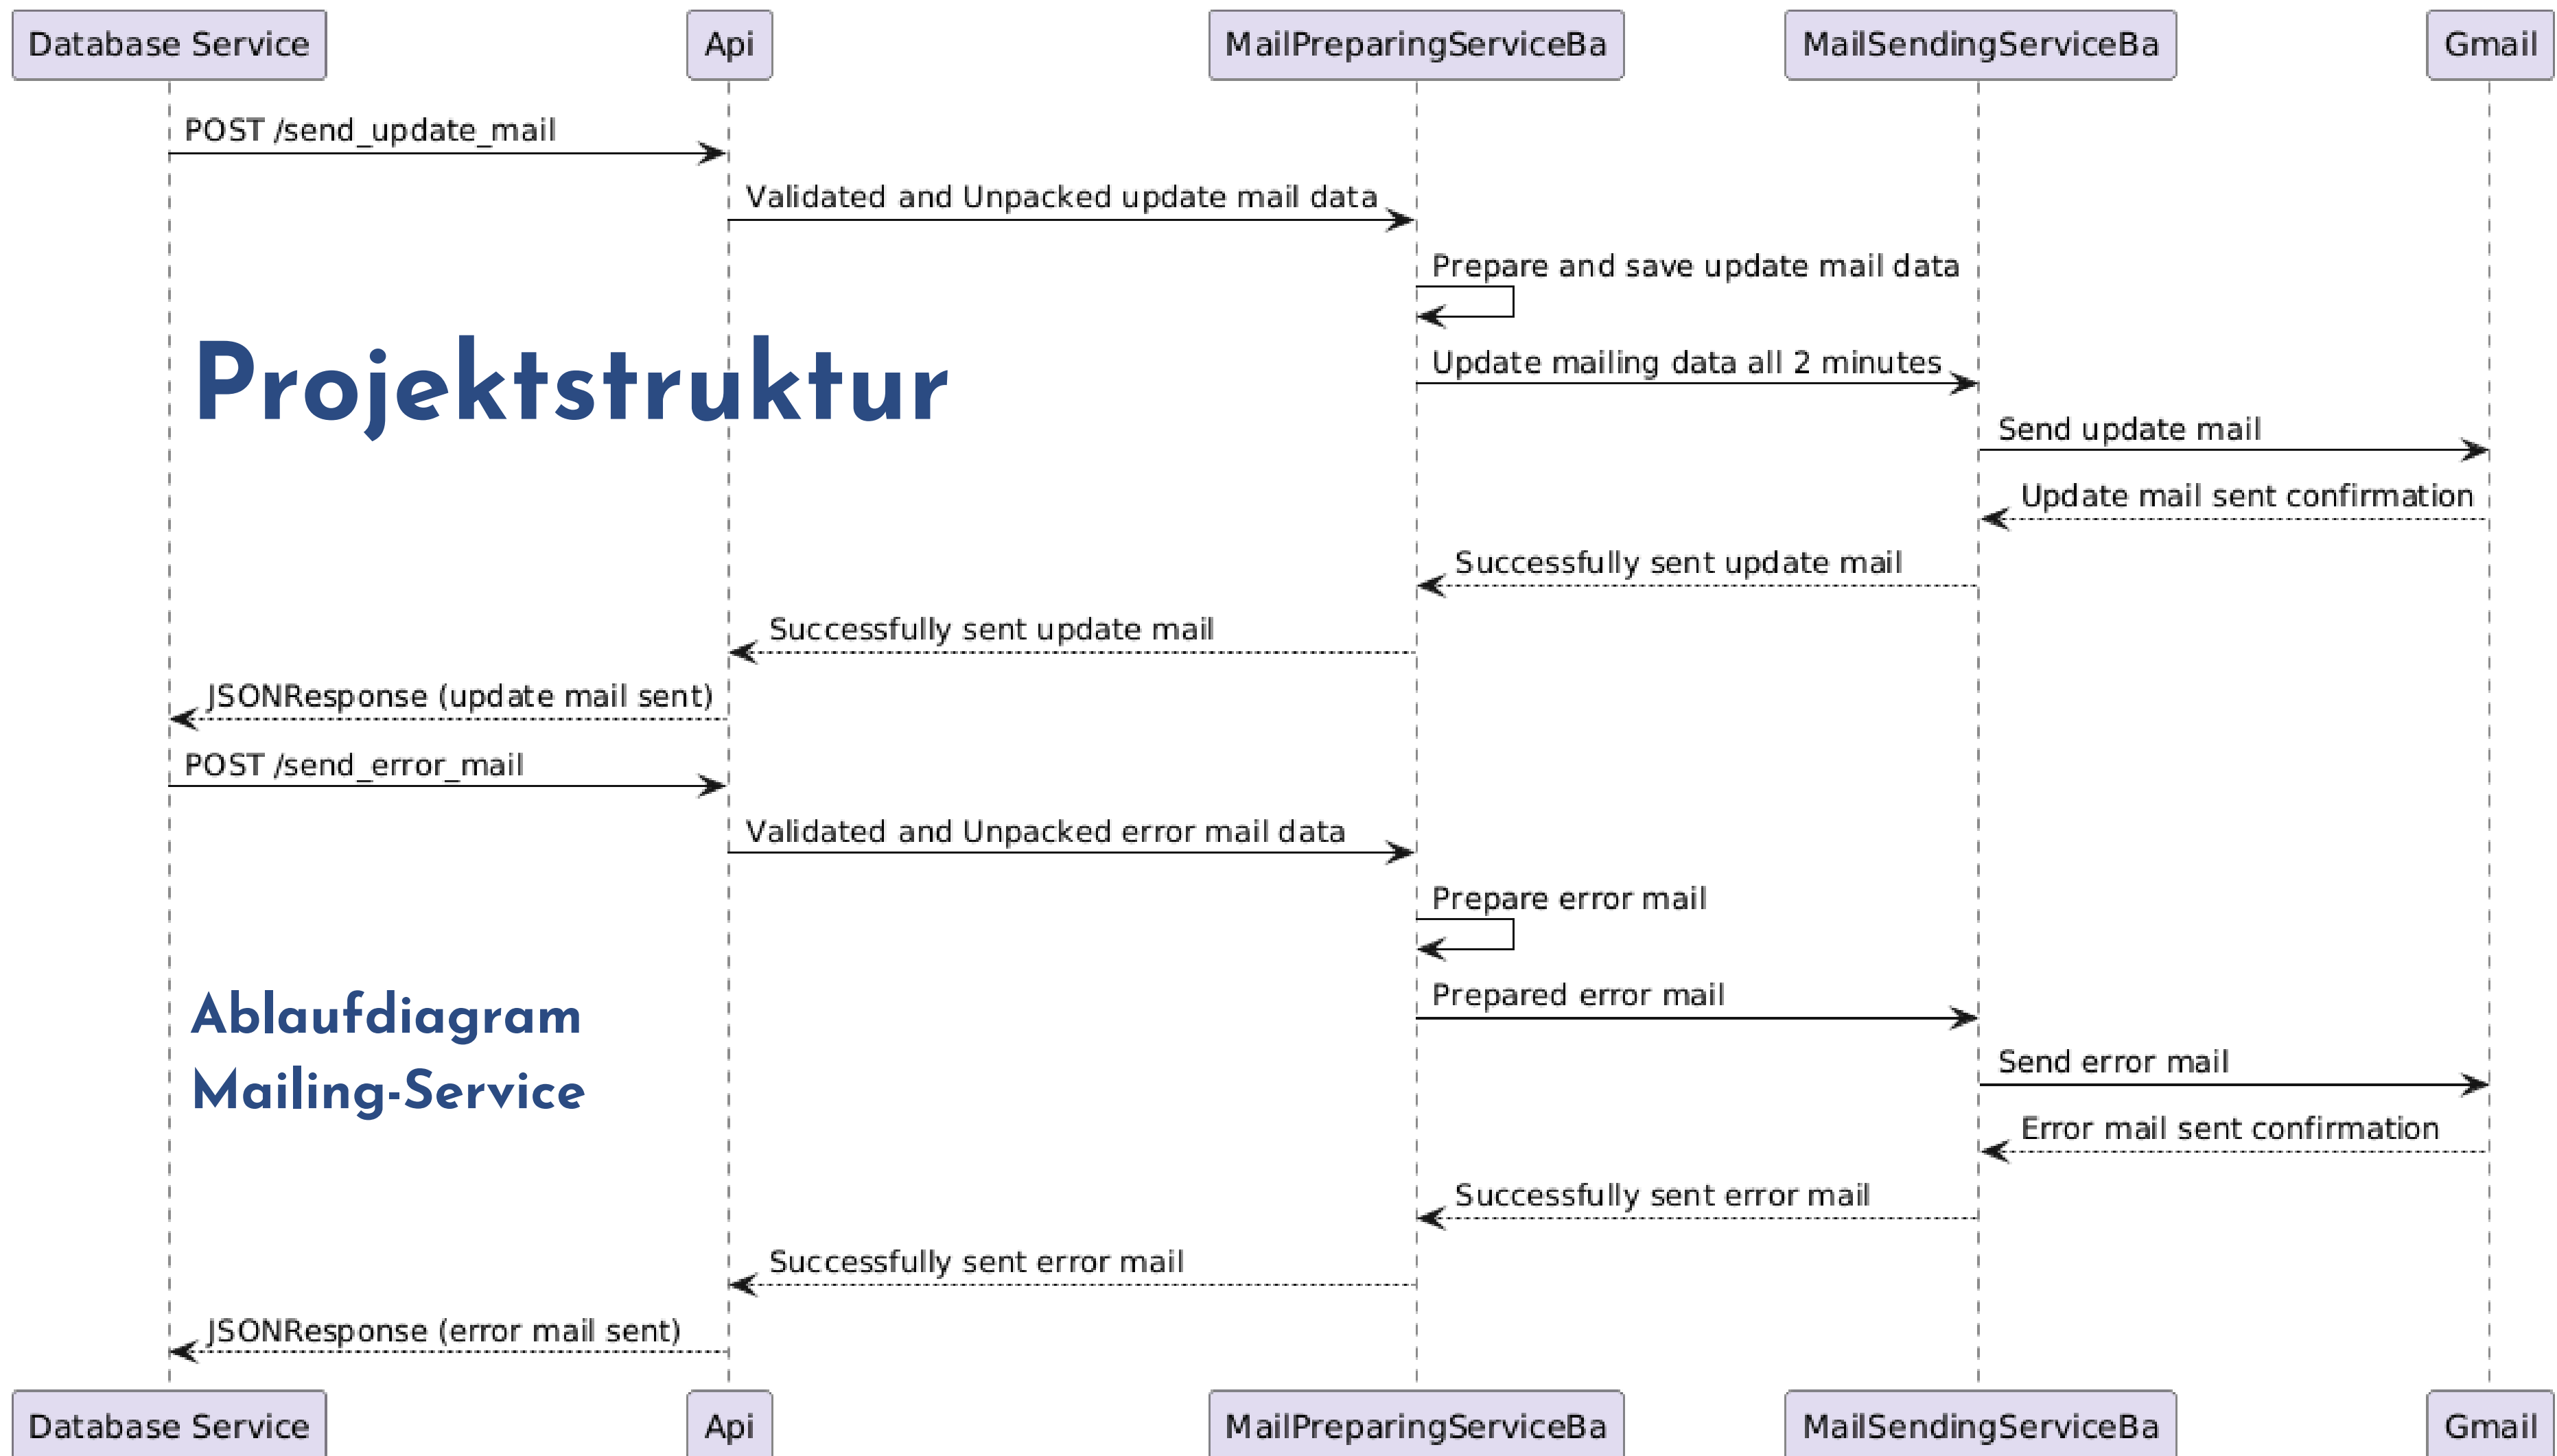 Database Service
Api
MailPreparingServiceBa
MailSendingServiceBa
Gmail
POST /send_update_mail
Validated and Unpacked update mail data
Prepare and save update mail data
Projektstruktur
Update mailing data all 2 minutes
Send update mail
Update mail sent confirmation
Successfully sent update mail
Successfully sent update mail
JSONResponse (update mail sent)
POST /send_error_mail
Validated and Unpacked error mail data
Prepare error mail
Prepared error mail
Ablaufdiagram
Mailing-Service
Send error mail
Error mail sent confirmation
Successfully sent error mail
Successfully sent error mail
JSONResponse (error mail sent)
Database Service
Api
MailPreparingServiceBa
MailSendingServiceBa
Gmail